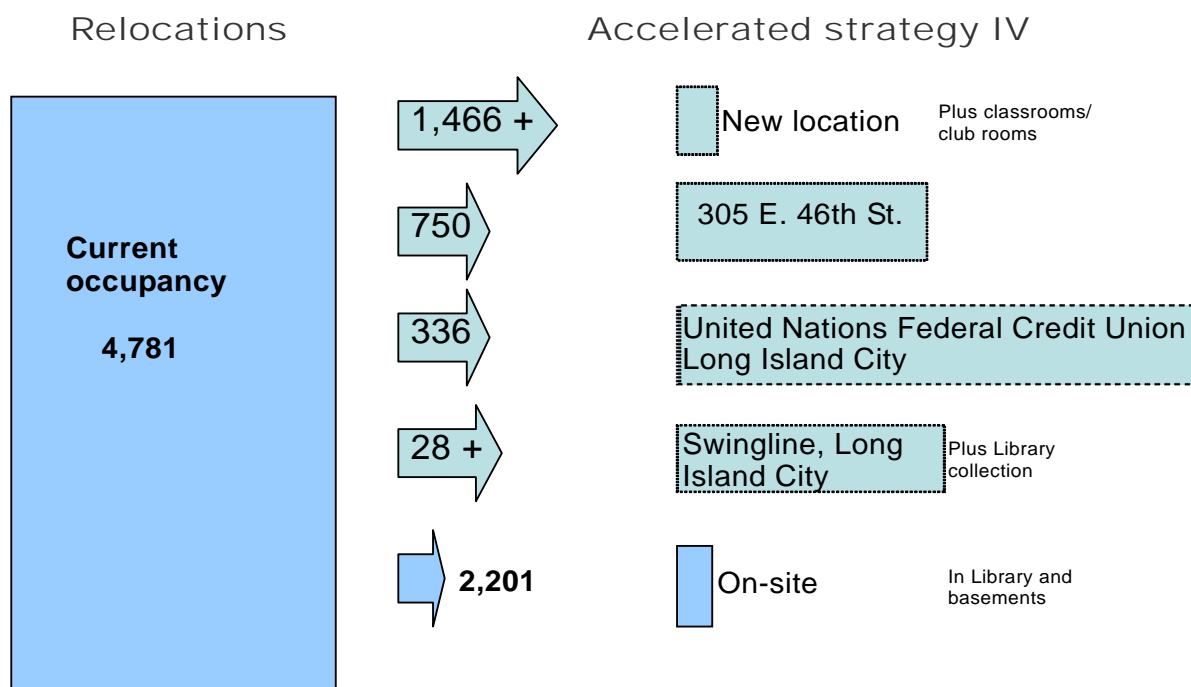 Relocations
Accelerated strategy IV
Current
occupancy
4,781
1,466 +
New location
Plus classrooms/
club rooms
750
305 E. 46th St.
336
United Nations Federal Credit Union
Long Island City
28 +
Swingline, Long
Island City
Plus Library
collection
2,201
On-site
In Library and
basements